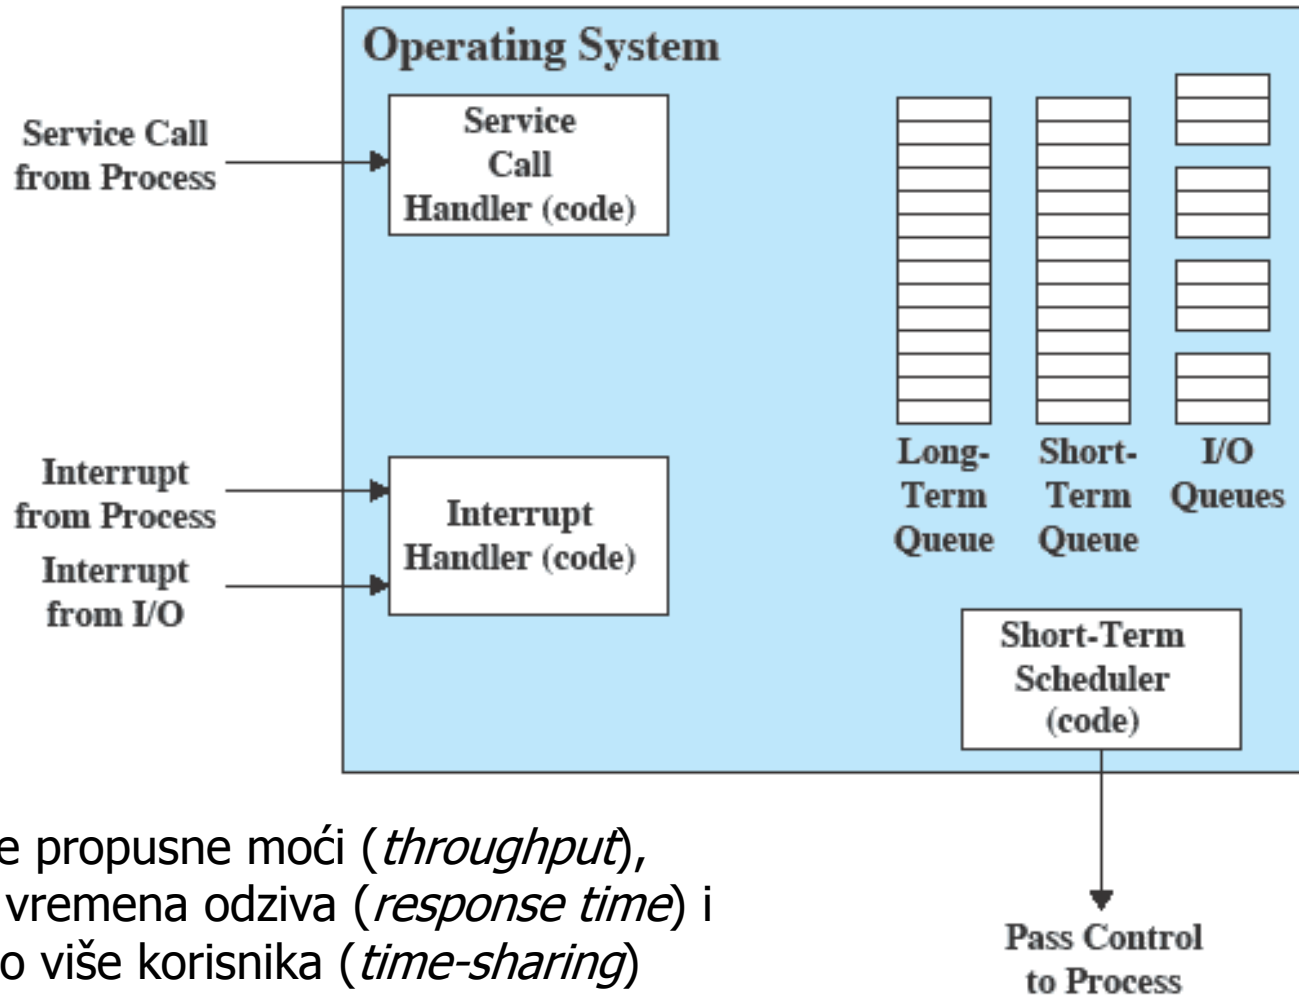 Operating System
Service Call
from Process
Service
Call
Handler (code)
Interrupt
from Process
Interrupt
from I/O
Interrupt
Handler (code)
Long-
Term
Queue
Short-
Term
Queue
I/O
Queues
Short-Term
Scheduler
(code)
Pass Control
to Process
e propusne moći (throughput),
vremena odziva (response time) i
o više korisnika (time-sharing)